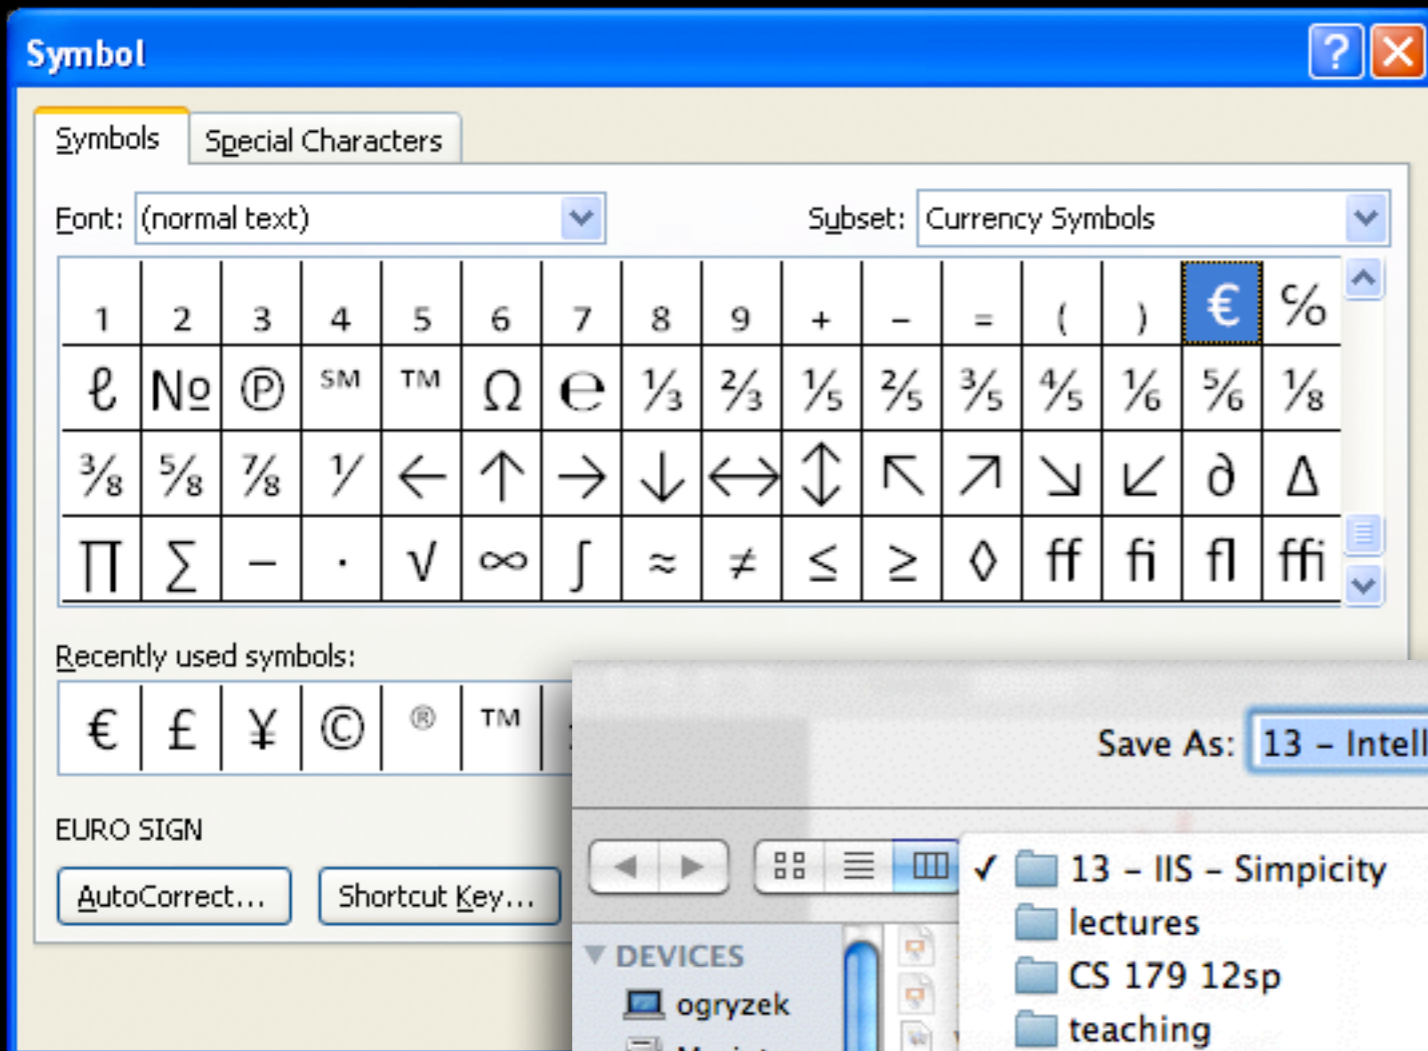 Symbol
Symbols Special Characters
Font: (normal text) Subset: Currency Symbols
1 2 3 4 5 6 7 8 9 + − = ( ) € ℅
ℓ № ℗ ℠ ™ Ω ℮ ⅓ ⅔ ⅕ ⅖ ⅗ ⅘ ⅙ ⅚ ⅛
⅜ ⅝ ⅞ ⅟ ← ↑ → ↓ ↔ ↕ ↖ ↗ ↘ ↙ ∂ ∆
∏ ∑ − ∙ √ ∞ ∫ ≈ ≠ ≤ ≥ ◊ ff fi fl ffi
Recently used symbols:
€ £ ¥ © ® ™
EURO SIGN
AutoCorrect... Shortcut Key...
Save As: 13 – Intell
✓ 13 – IIS – Simpicity
lectures
CS 179 12sp
teaching
DEVICES
ogryzek